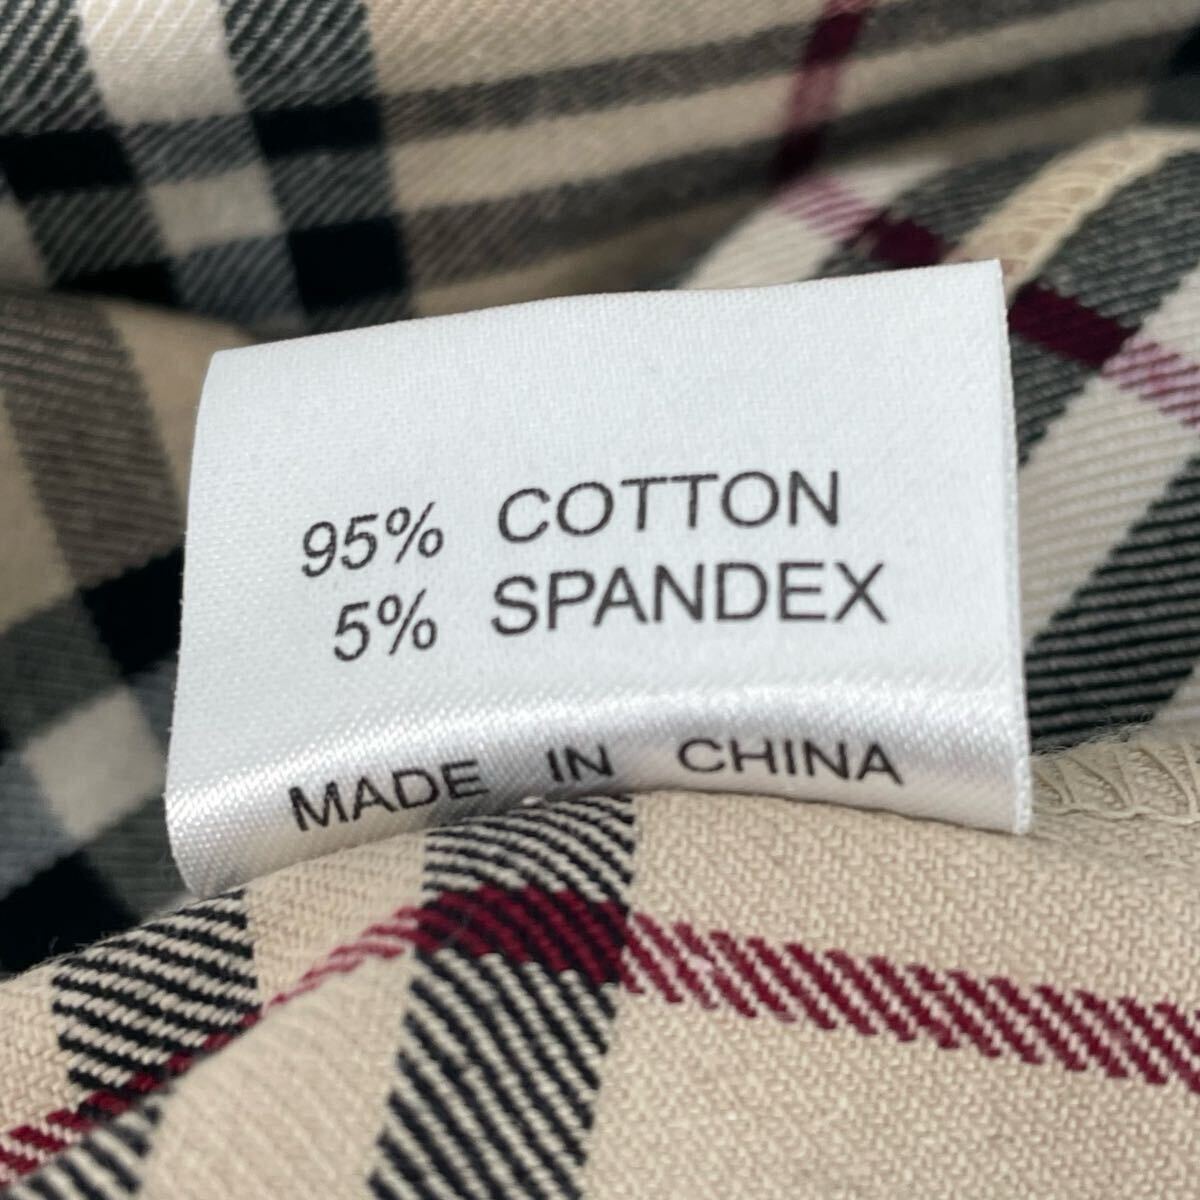 95% COTTON
5% SPANDEX
MADE IN CHINA